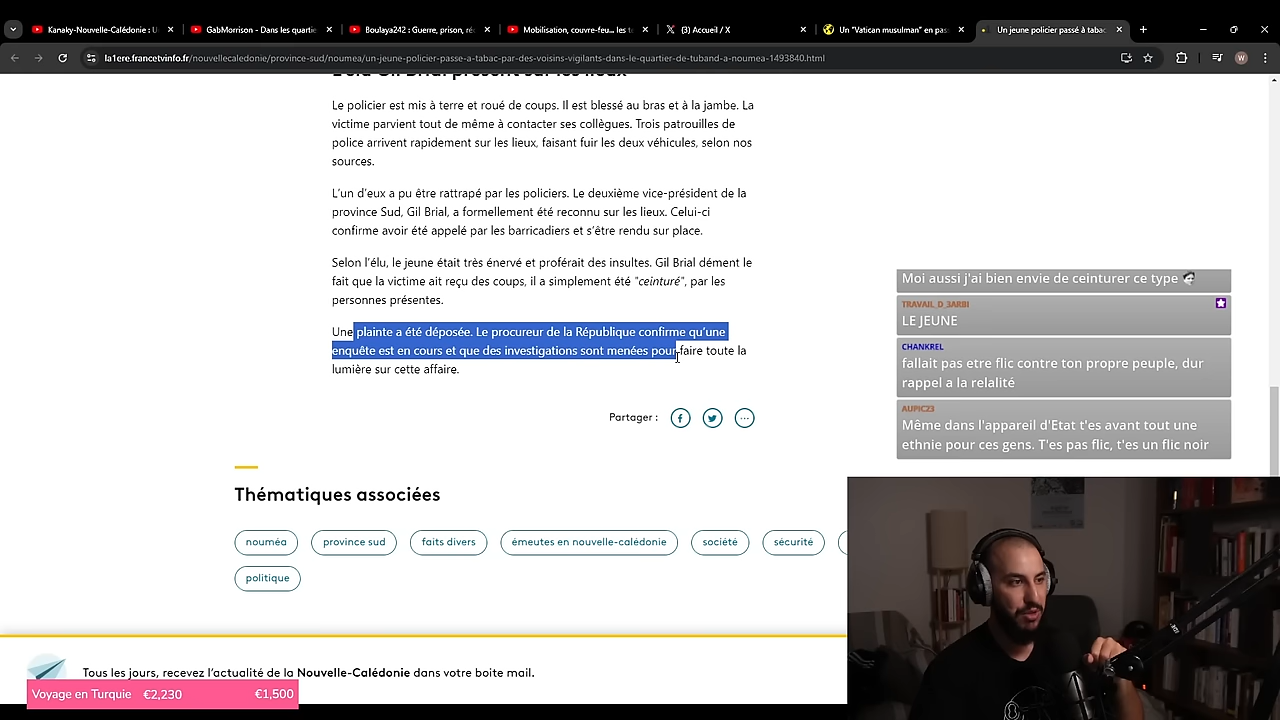 Kanaky-Nouvelle-Calédonie : U
GabMorrison - Dans les quartie
Boulaya242 : Guerre, prison, ré
Mobilisation, couvre-feu... les t
(3) Accueil / X
Un "Vatican musulman" en pas
Un jeune policier passé à tabac
la1ere.francetvinfo.fr/nouvellecaledonie/province-sud/noumea/un-jeune-policier-passe-a-tabac-par-des-voisins-vigilants-dans-le-quartier-de-tuband-a-noumea-1493840.html
W
L'élu Gil Brial présent sur les lieux
Le policier est mis à terre et roué de coups. Il est blessé au bras et à la jambe. La
victime parvient tout de même à contacter ses collègues. Trois patrouilles de
police arrivent rapidement sur les lieux, faisant fuir les deux véhicules, selon nos
sources.
L’un d’eux a pu être rattrapé par les policiers. Le deuxième vice-président de la
province Sud, Gil Brial, a formellement été reconnu sur les lieux. Celui-ci
confirme avoir été appelé par les barricadiers et s’être rendu sur place.
Selon l’élu, le jeune était très énervé et proférait des insultes. Gil Brial dément le
fait que la victime ait reçu des coups, il a simplement été "ceinturé", par les
personnes présentes.
Une plainte a été déposée. Le procureur de la République confirme qu’une
enquête est en cours et que des investigations sont menées pour faire toute la
lumière sur cette affaire.
Partager :
Thématiques associées
nouméa
province sud
faits divers
émeutes en nouvelle-calédonie
société
sécurité
politique
Tous les jours, recevez l’actualité de la Nouvelle-Calédonie dans votre boite mail.
Voyage en Turquie €2,230 €1,500
Moi aussi j'ai bien envie de ceinturer ce type
TRAVAIL_D_3ARBI
LE JEUNE
CHANKREL
fallait pas etre flic contre ton propre peuple, dur
rappel a la relalité
AUPIC23
Même dans l'appareil d'Etat t'es avant tout une
ethnie pour ces gens. T'es pas flic, t'es un flic noir